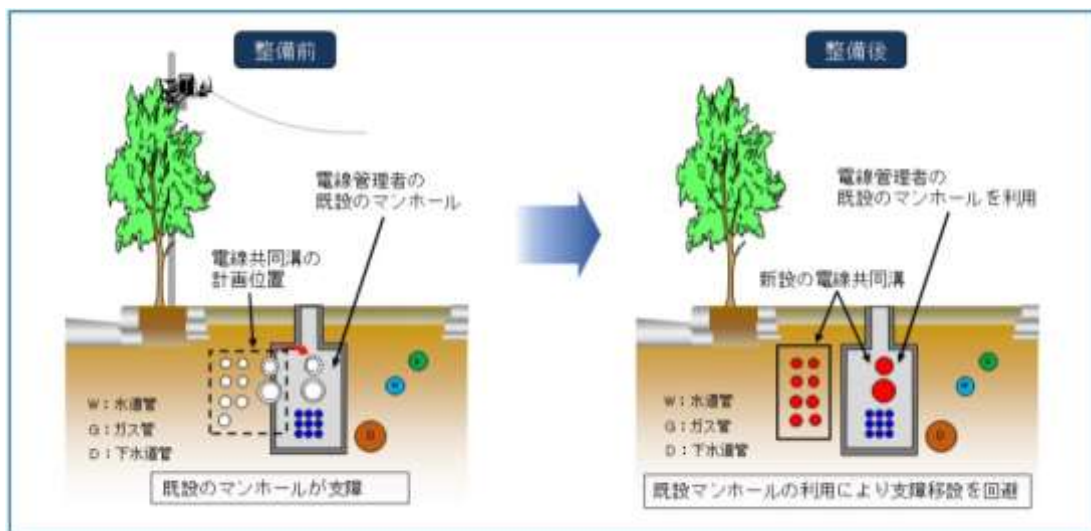 整備前
電線管理者の
既設のマンホール
電線共同溝の
計画位置
W:水道管
G:ガス管
D:下水道管
G
W
D
既設のマンホールが支障
整備後
電線管理者の
既設のマンホールを利用
新設の電線共同溝
W:水道管
G:ガス管
D:下水道管
G
W
D
既設マンホールの利用により支障移設を回避